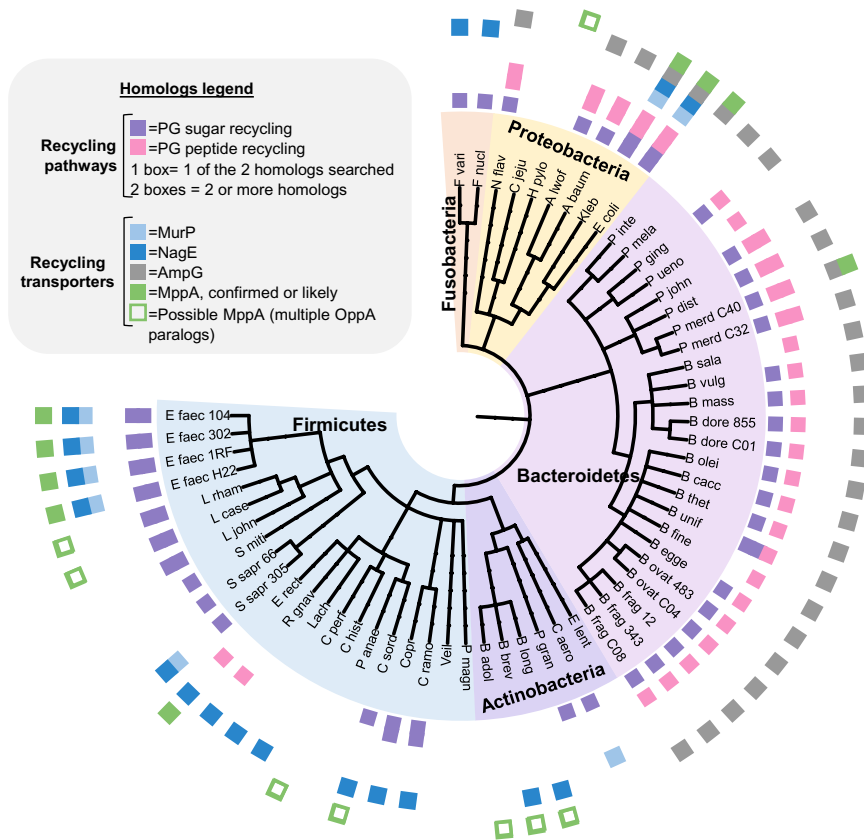 Homologs legend
Recycling pathways
=PG sugar recycling
=PG peptide recycling
1 box= 1 of the 2 homologs searched
2 boxes = 2 or more homologs
Recycling transporters
=MurP
=NagE
=AmpG
=MppA, confirmed or likely
=Possible MppA (multiple OppA
paralogs)
Fusobacteria
F vari
F nucl
Proteobacteria
N flav
C jeju
H pylo
A lwof
A baum
Kleb
E coli
Bacteroidetes
P inte
P mela
P ging
P ueno
P john
P dist
P merd C40
P merd C32
B sala
B vulg
B mass
B dore 855
B dore C01
B olei
B cacc
B thet
B unif
B fine
B egge
B ovat 483
B ovat C04
B frag 12
B frag 343
B frag C08
Actinobacteria
E lent
C aero
P gran
B long
B brev
B adol
Firmicutes
P magn
Veil
C ramo
Copr
C sord
P anae
C hist
C perf
Lach
R gnav
E rect
S sapr 305
S sapr 66
S miti
L john
L case
L rham
E faec H22
E faec 1RF
E faec 302
E faec 104